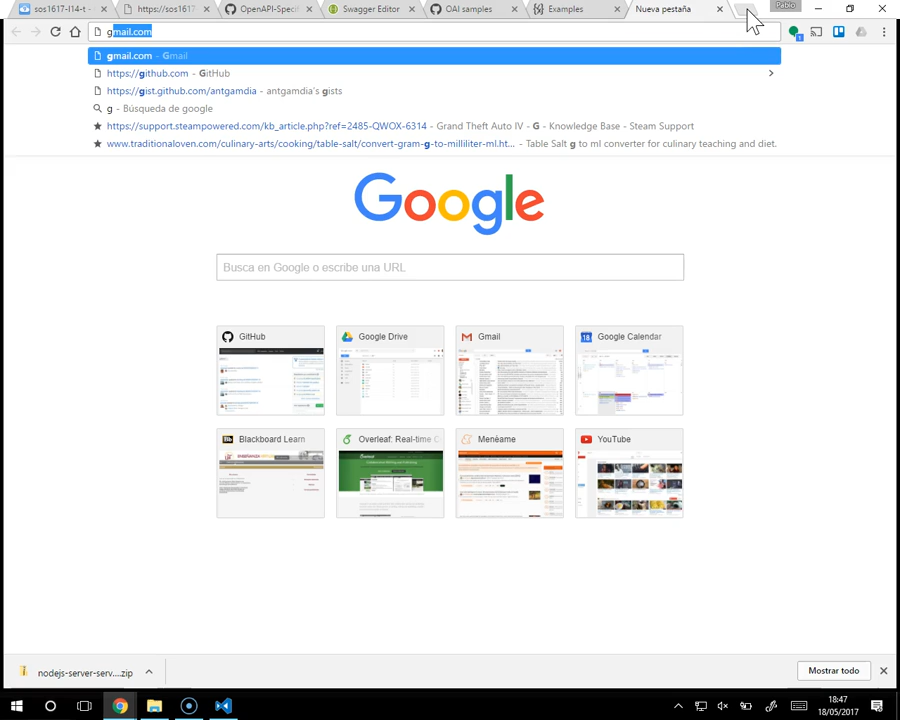 sos1617-l14-t -
https://sos1617
OpenAPI-Specif
Swagger Editor
OAI samples
Examples
Nueva pestaña
Pablo
gmail.com
gmail.com - Gmail
https://github.com - GitHub
https://gist.github.com/antgamdia - antgamdia's gists
g - Búsqueda de google
https://support.steampowered.com/kb_article.php?ref=2485-QWOX-6314 - Grand Theft Auto IV - G - Knowledge Base - Steam Support
www.traditionaloven.com/culinary-arts/cooking/table-salt/convert-gram-g-to-milliliter-ml.ht... - Table Salt g to ml converter for culinary teaching and diet.
Google
Busca en Google o escribe una URL
GitHub
Google Drive
Gmail
18
Google Calendar
Bb
Blackboard Learn
Overleaf: Real-time C
Menéame
YouTube
nodejs-server-serv....zip
Mostrar todo
18:47
18/05/2017